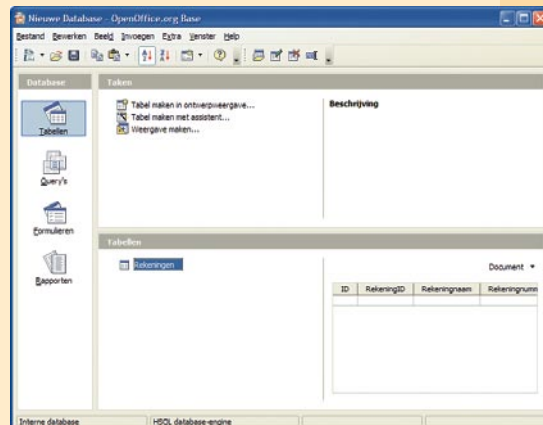 Nieuwe Database - OpenOffice.org Base
Bestand Bewerken Beeld Invoegen Extra Venster Help
Database
Taken
Tabellen
Query's
Formulieren
Rapporten
Tabel maken in ontwerpweergave...
Tabel maken met assistent...
Weergave maken...
Beschrijving
Tabellen
Rekeningen
Document
ID RekeningID Rekeningnaam Rekeningnumm
Interne database HSQL database-engine